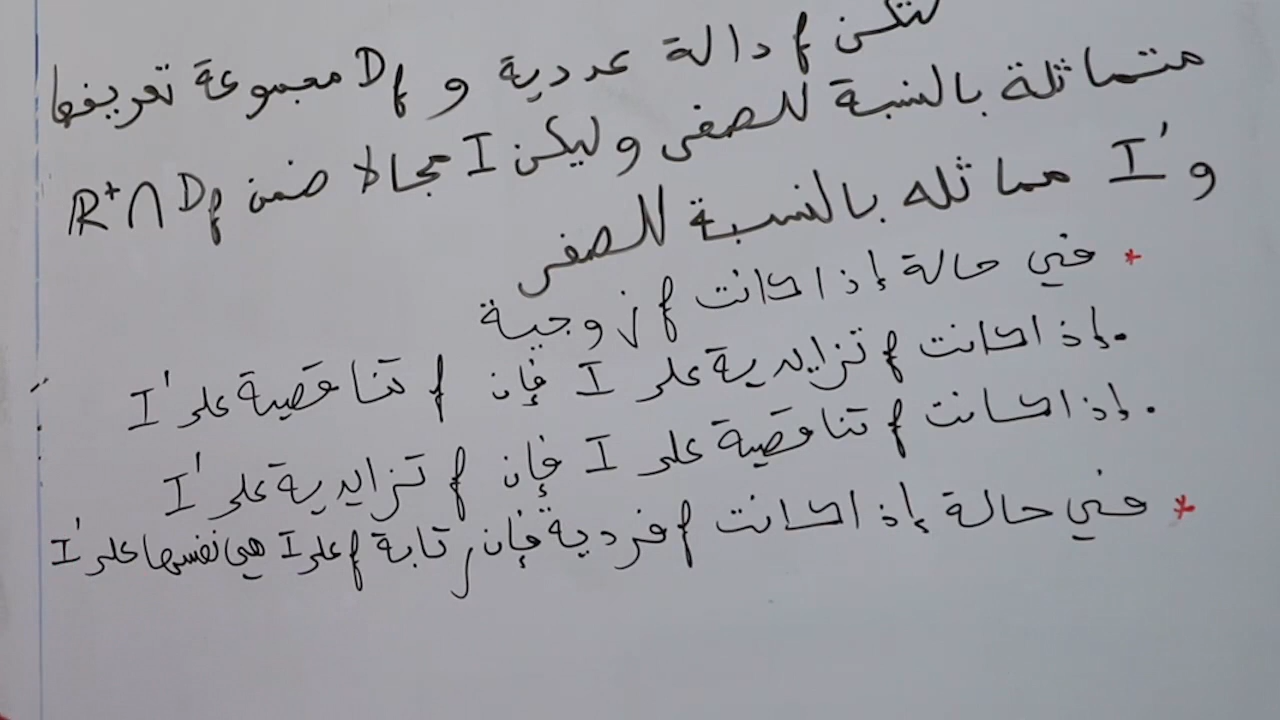 لتكن f دالة عددية و Df مجموعة تعريفها
متماثلة بالنسبة للصفر وليكن I مجالا ضمن R⁺∩Df
و I' مماثله بالنسبة للصفر
* في حالة إذا كانت f زوجية
. إذا كانت f تزايدية على I فإن f تناقصية على I'
. إذا كانت f تناقصية على I فإن f تزايدية على I'
* في حالة إذا كانت f فردية فإن رتابة f على I هي نفسها على I'